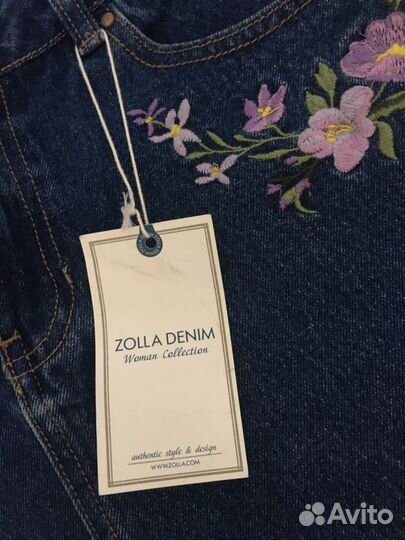 ZOLLA DENIM
Woman Collection
authentic style & design
WWW.ZOLLA.COM
Avito